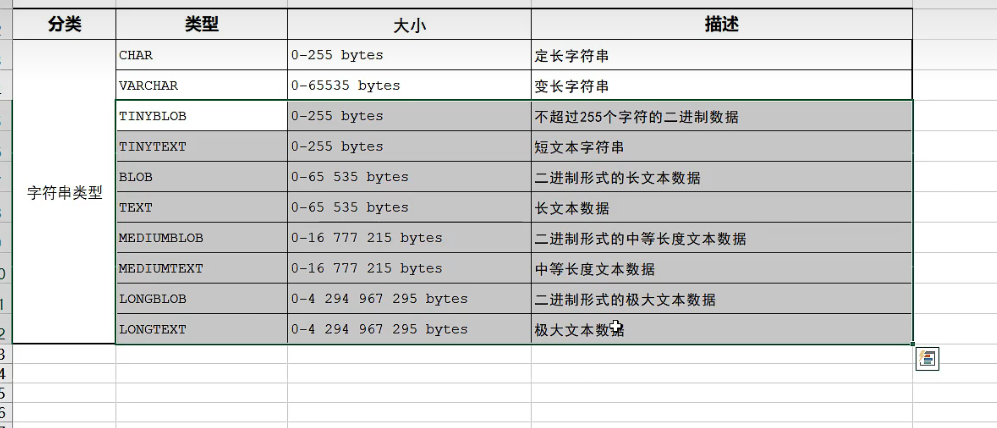 分类 类型 大小 描述
CHAR 0-255 bytes 定长字符串
VARCHAR 0-65535 bytes 变长字符串
TINYBLOB 0-255 bytes 不超过255个字符的二进制数据
TINYTEXT 0-255 bytes 短文本字符串
BLOB 0-65 535 bytes 二进制形式的长文本数据
字符串类型
TEXT 0-65 535 bytes 长文本数据
MEDIUMBLOB 0-16 777 215 bytes 二进制形式的中等长度文本数据
MEDIUMTEXT 0-16 777 215 bytes 中等长度文本数据
LONGBLOB 0-4 294 967 295 bytes 二进制形式的极大文本数据
LONGTEXT 0-4 294 967 295 bytes 极大文本数据